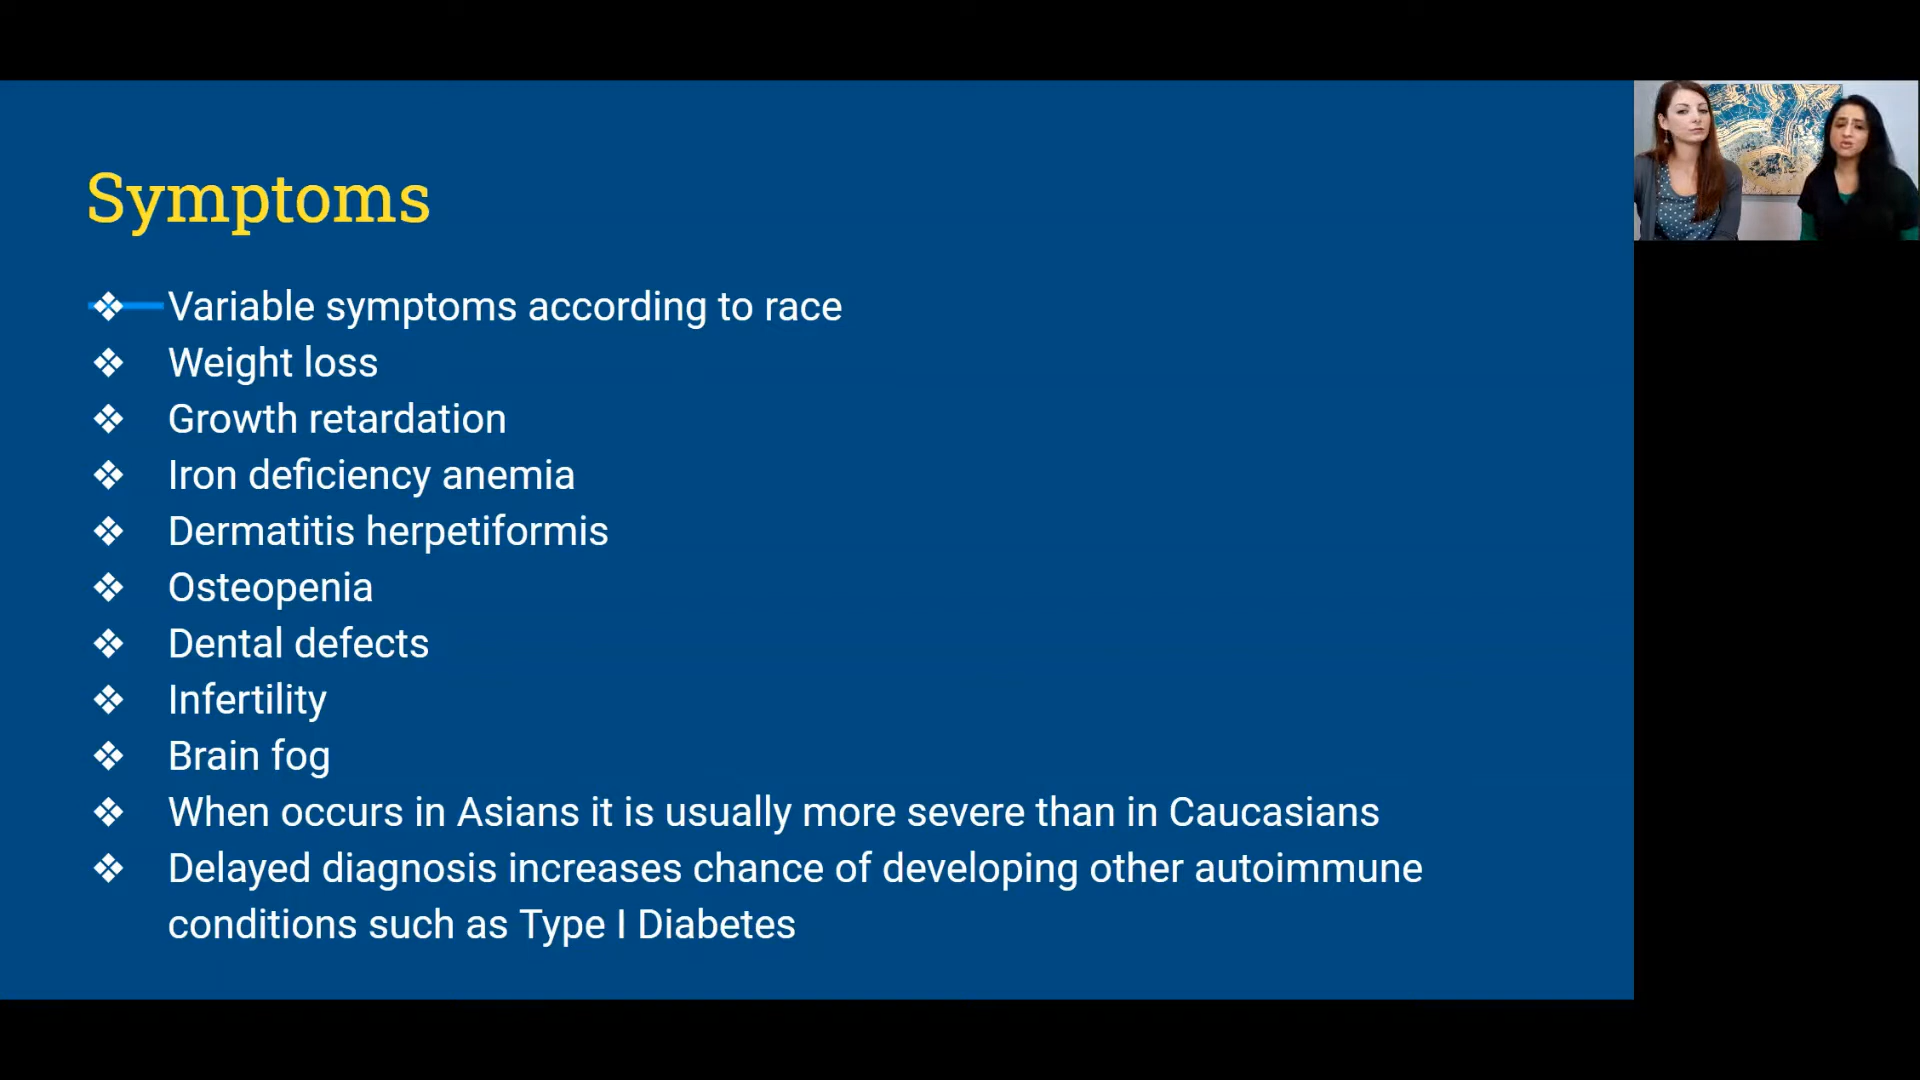 Symptoms
❖ Variable symptoms according to race
❖ Weight loss
❖ Growth retardation
❖ Iron deficiency anemia
❖ Dermatitis herpetiformis
❖ Osteopenia
❖ Dental defects
❖ Infertility
❖ Brain fog
❖ When occurs in Asians it is usually more severe than in Caucasians
❖ Delayed diagnosis increases chance of developing other autoimmune
conditions such as Type I Diabetes